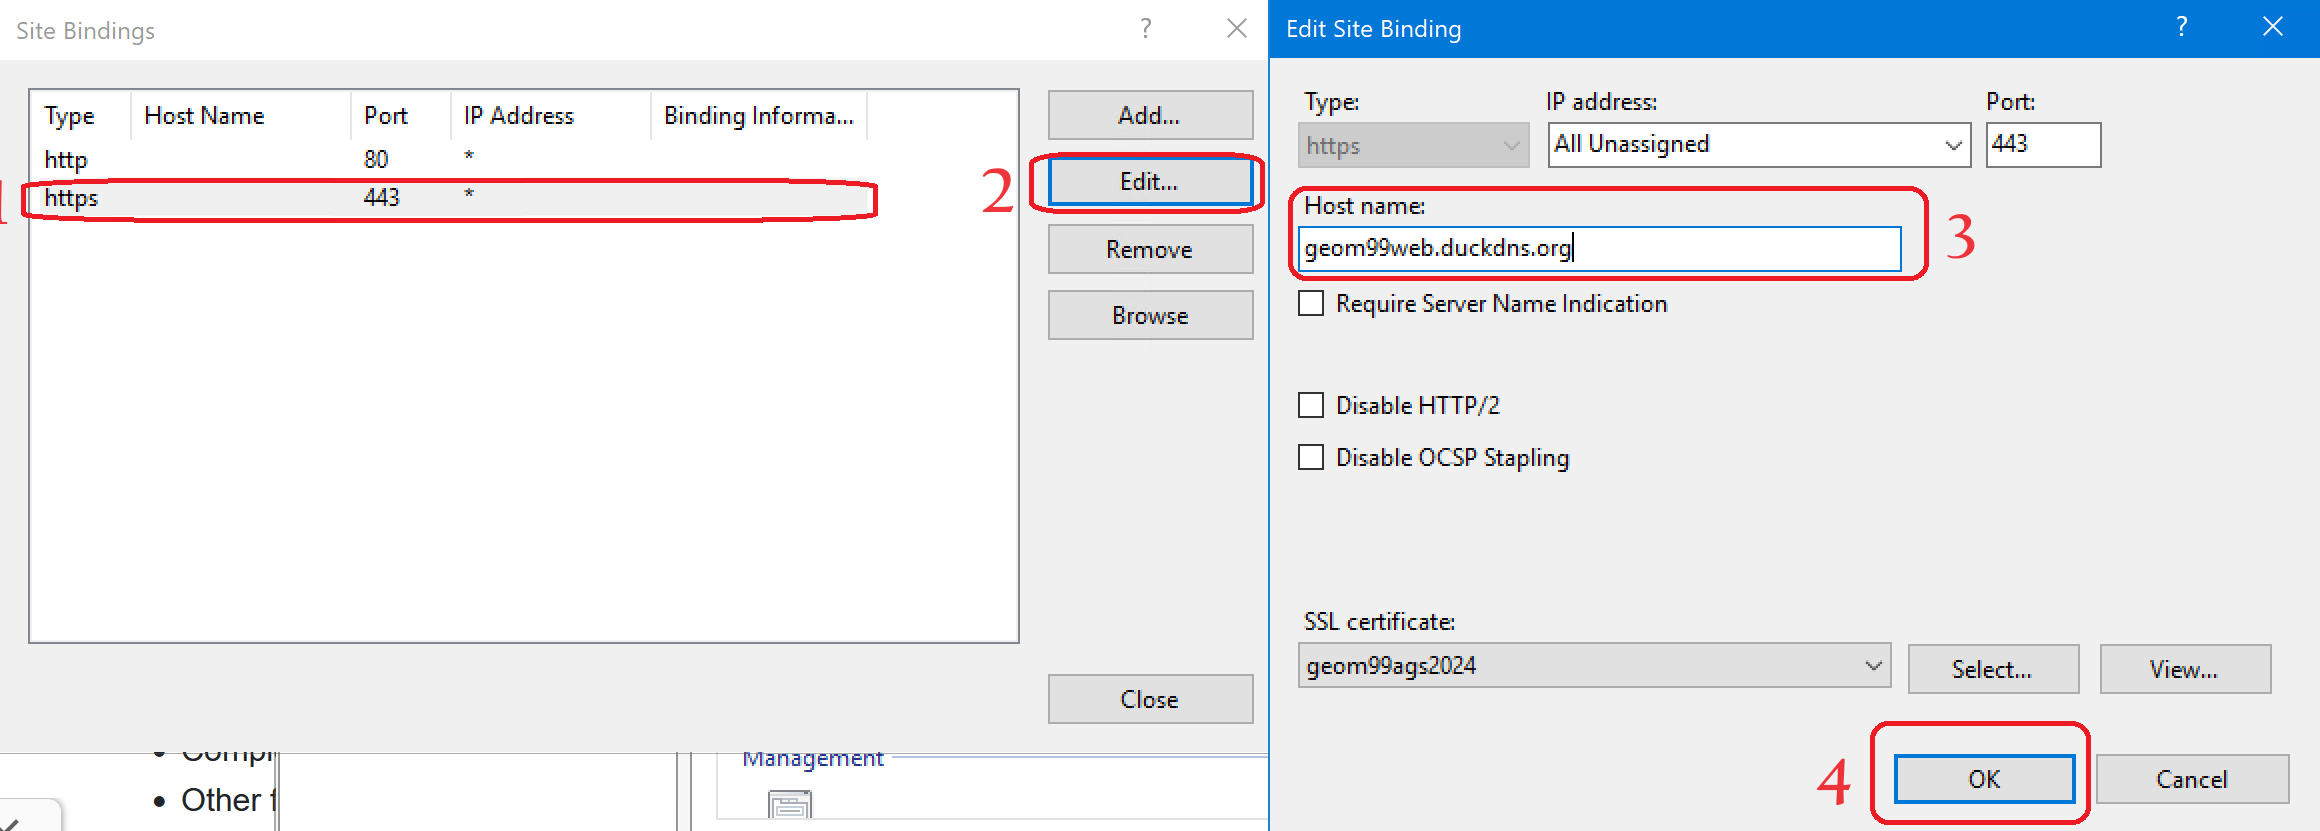 Site Bindings
Type Host Name Port IP Address Binding Informa...
http 80 *
https 443 *
1
2
Add...
Edit...
Remove
Browse
Close
Other
Management
Edit Site Binding
Type: IP address: Port:
https All Unassigned 443
Host name:
geom99web.duckdns.org
3
Require Server Name Indication
Disable HTTP/2
Disable OCSP Stapling
SSL certificate:
geom99ags2024 Select... View...
4
OK Cancel